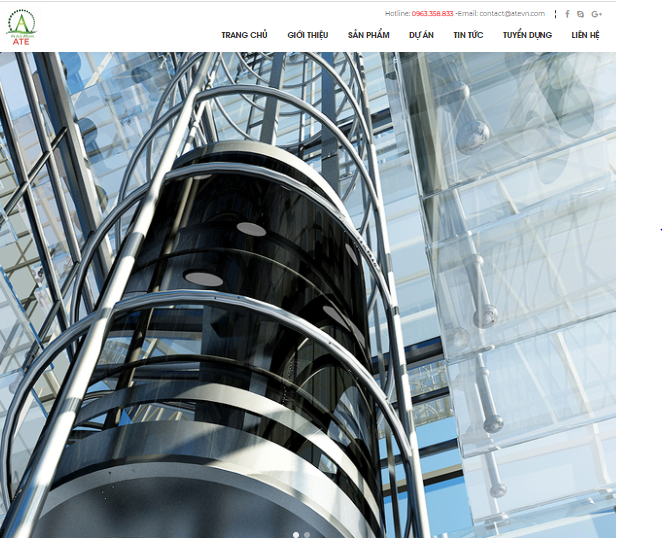 Hotline: 0963.358.833 -Email: contact@atevn.com
ATE
TRANG CHỦ GIỚI THIỆU SẢN PHẨM DỰ ÁN TIN TỨC TUYỂN DỤNG LIÊN HỆ